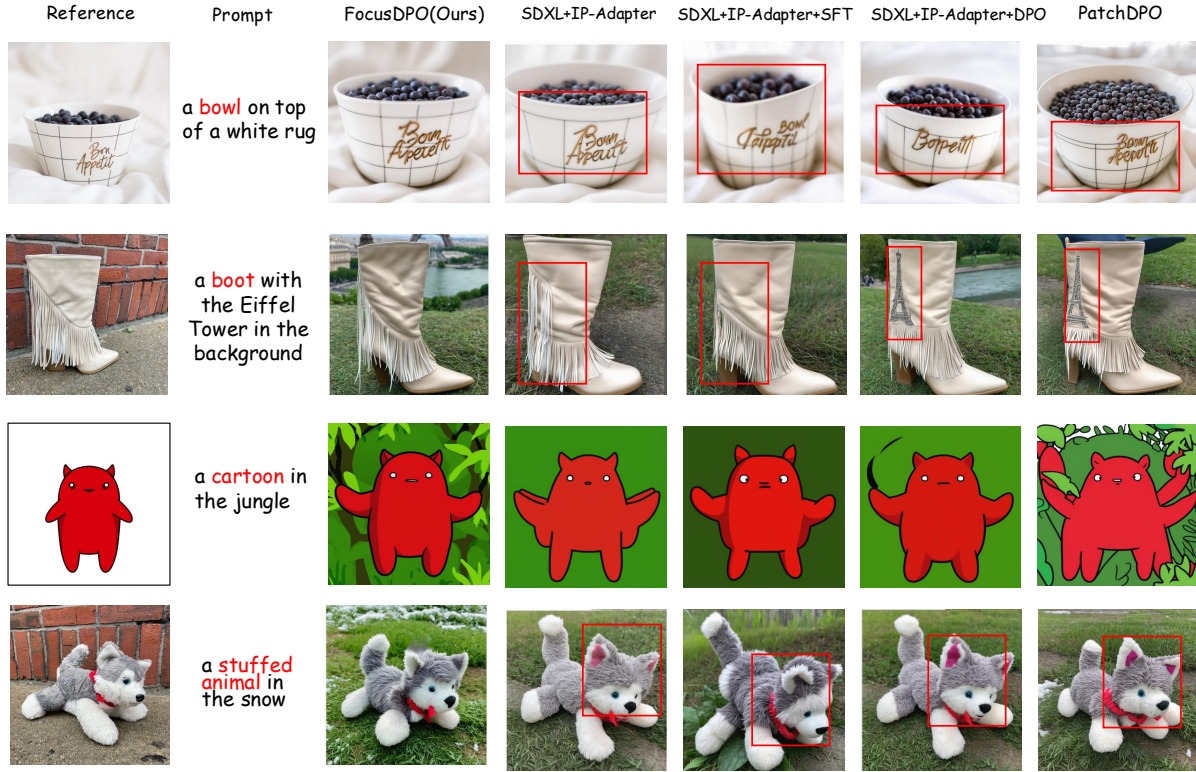 Reference
Prompt
FocusDPO(Ours)
SDXL+IP-Adapter
SDXL+IP-Adapter+SFT
SDXL+IP-Adapter+DPO
PatchDPO
a bowl on top
of a white rug
Bon
Appetit
a boot with
the Eiffel
Tower in the
background
a cartoon in
the jungle
a stuffed
animal in
the snow